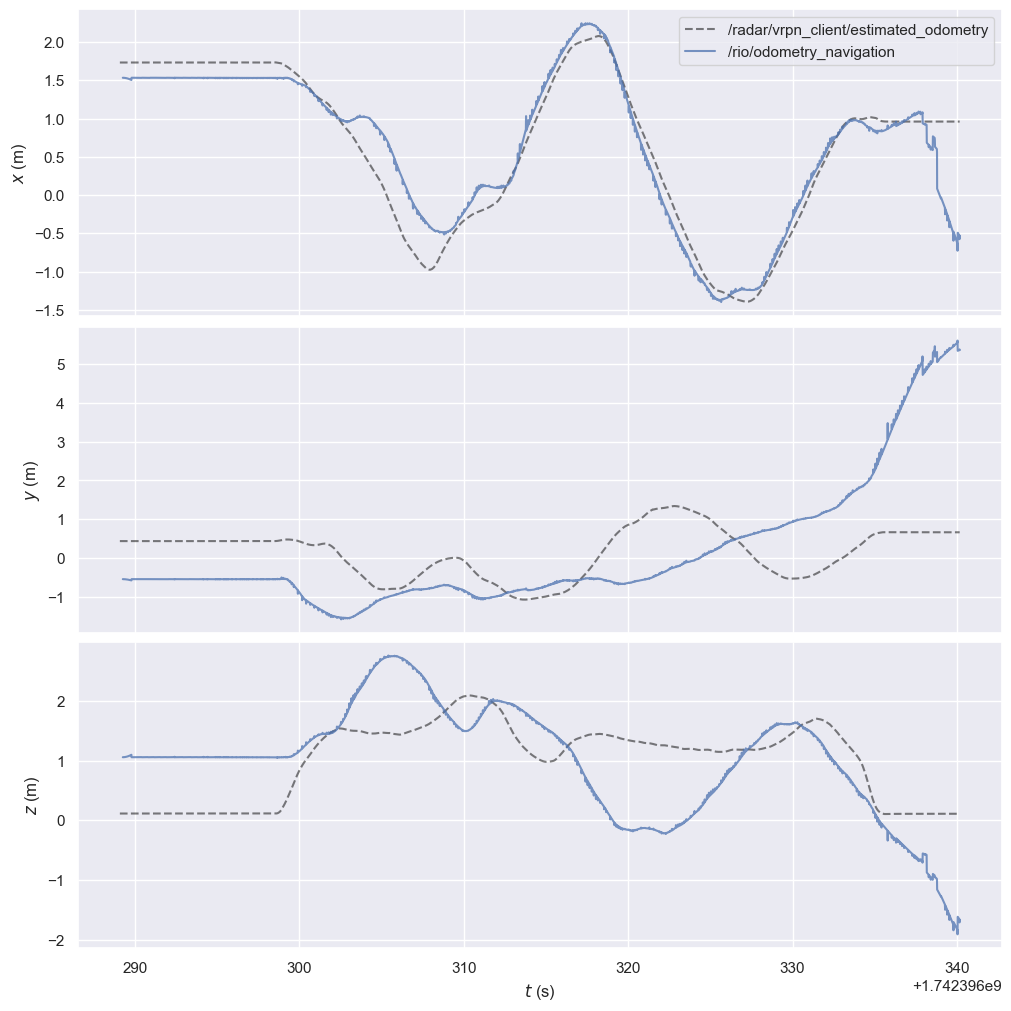 /radar/vrpn_client/estimated_odometry
/rio/odometry_navigation
x (m)
2.0
1.5
1.0
0.5
0.0
−0.5
−1.0
−1.5
y (m)
5
4
3
2
1
0
−1
z (m)
2
1
0
−1
−2
290 300 310 320 330 340
+1.742396e9
t (s)